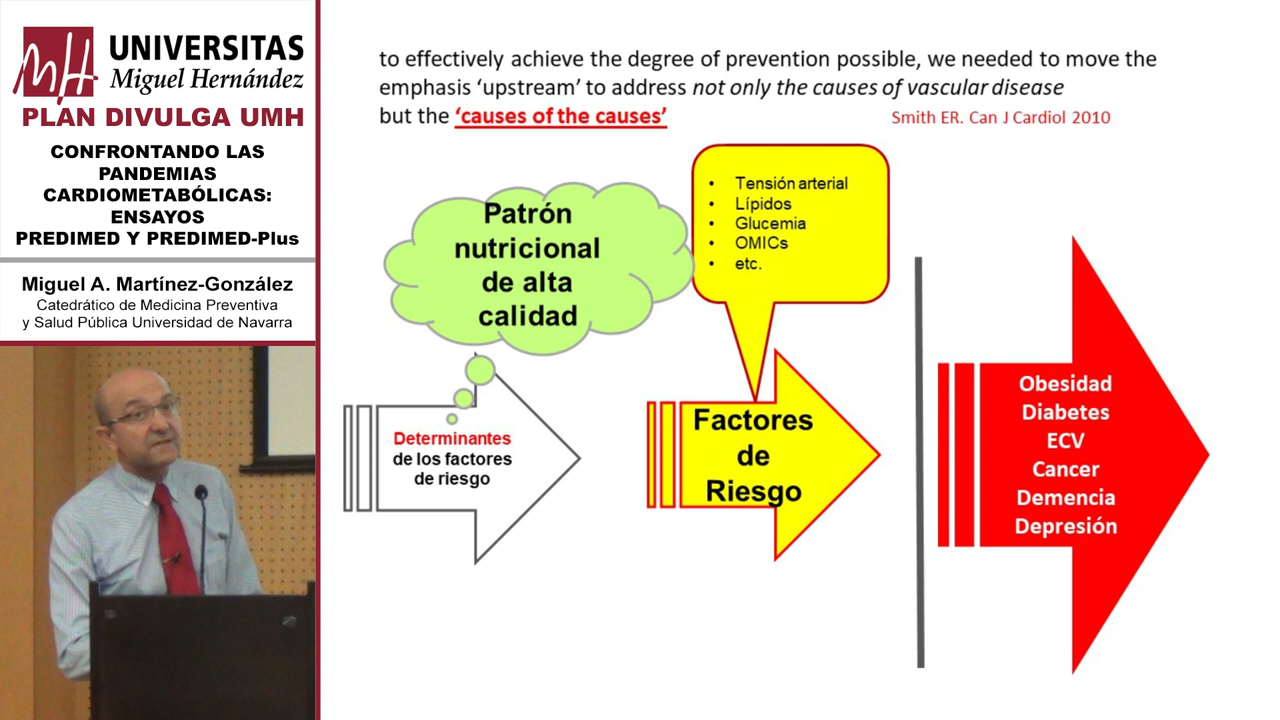 UNIVERSITAS
Miguel Hernández
PLAN DIVULGA UMH
CONFRONTANDO LAS
PANDEMIAS
CARDIOMETABÓLICAS:
ENSAYOS
PREDIMED Y PREDIMED-Plus
Miguel A. Martínez-González
Catedrático de Medicina Preventiva
y Salud Pública Universidad de Navarra
to effectively achieve the degree of prevention possible, we needed to move the
emphasis ‘upstream’ to address not only the causes of vascular disease
but the ‘causes of the causes’
Smith ER. Can J Cardiol 2010
Patrón
nutricional
de alta
calidad
• Tensión arterial
• Lípidos
• Glucemia
• OMICs
• etc.
Determinantes
de los factores
de riesgo
Factores
de
Riesgo
Obesidad
Diabetes
ECV
Cancer
Demencia
Depresión